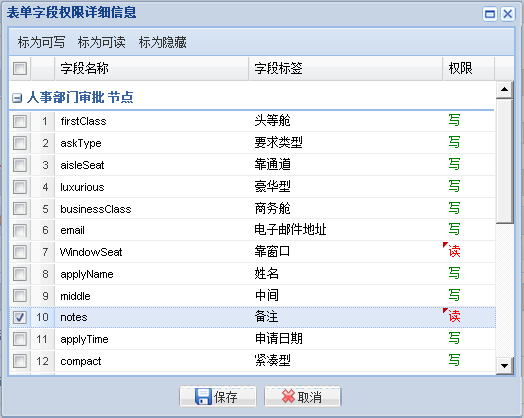 表单字段权限详细信息
标为可写 标为可读 标为隐藏
字段名称 字段标签 权限
人事部门审批 节点
1 firstClass 头等舱 写
2 askType 要求类型 写
3 aisleSeat 靠通道 写
4 luxurious 豪华型 写
5 businessClass 商务舱 写
6 email 电子邮件地址 写
7 WindowSeat 靠窗口 读
8 applyName 姓名 写
9 middle 中间 写
10 notes 备注 读
11 applyTime 申请日期 写
12 compact 紧凑型 写
保存 取消